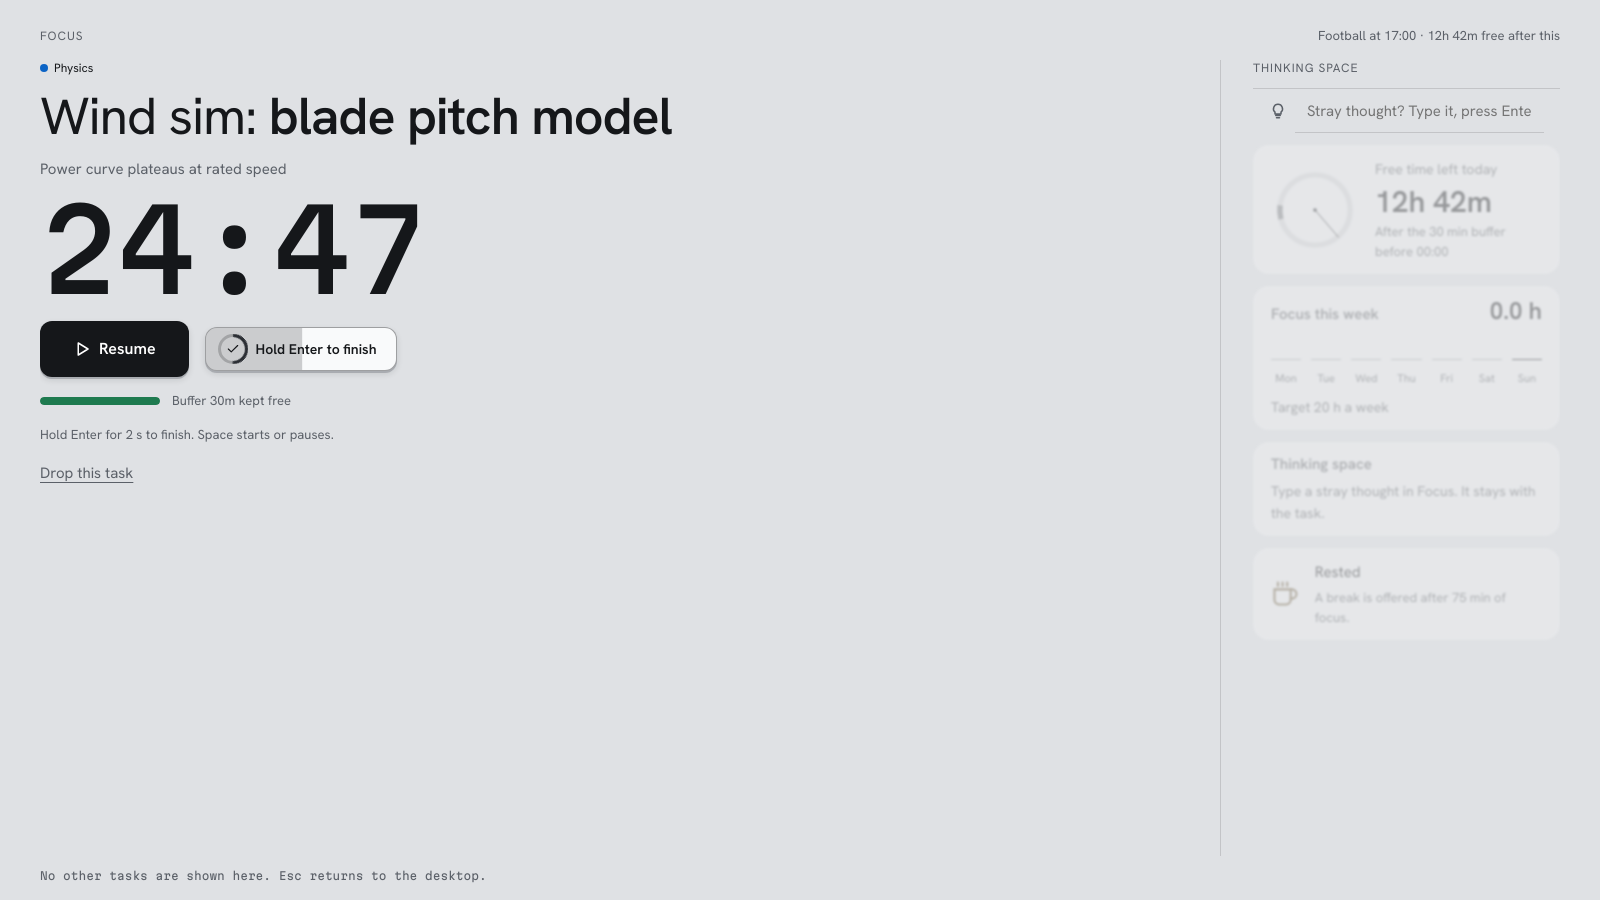 FOCUS
Football at 17:00 · 12h 42m free after this
Physics
Wind sim: blade pitch model
Power curve plateaus at rated speed
24:47
Resume
Hold Enter to finish
Buffer 30m kept free
Hold Enter for 2 s to finish. Space starts or pauses.
Drop this task
THINKING SPACE
Stray thought? Type it, press Ente
Free time left today
12h 42m
After the 30 min buffer
before 00:00
Focus this week
0.0 h
Mon Tue Wed Thu Fri Sat Sun
Target 20 h a week
Thinking space
Type a stray thought in Focus. It stays with
the task.
Rested
A break is offered after 75 min of
focus.
No other tasks are shown here. Esc returns to the desktop.